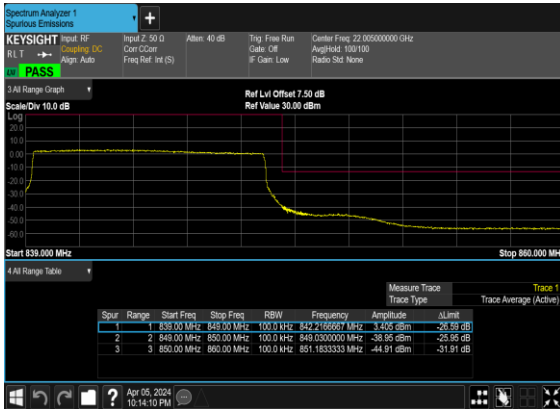 Spectrum Analyzer 1
Spurious Emissions
KEYSIGHT Input: RF Input Z: 50 Ω Atten: 40 dB Trig: Free Run Center Freq: 22.005000000 GHz
RLT Coupling: DC Corr CCorr Gate: Off Avg|Hold: 100/100
Align: Auto Freq Ref: Int (S) IF Gain: Low Radio Std: None
PASS
3 All Range Graph
Ref Lvl Offset 7.50 dB
Scale/Div 10.0 dB Ref Value 30.00 dBm
Log
20.0
10.0
0.00
-10.0
-20.0
-30.0
-40.0
-50.0
-60.0
Start 839.000 MHz Stop 860.000 MH
4 All Range Table
Measure Trace Trace 1
Trace Type Trace Average (Active)
Spur Range Start Freq Stop Freq RBW Frequency Amplitude ΔLimit
1 1 839.00 MHz 849.00 MHz 100.0 kHz 842.2166667 MHz 3.405 dBm -26.59 dB
2 2 849.00 MHz 850.00 MHz 100.0 kHz 849.0300000 MHz -38.95 dBm -25.95 dB
3 3 850.00 MHz 860.00 MHz 100.0 kHz 851.1833333 MHz -44.91 dBm -31.91 dB
Apr 05, 2024
10:14:10 PM